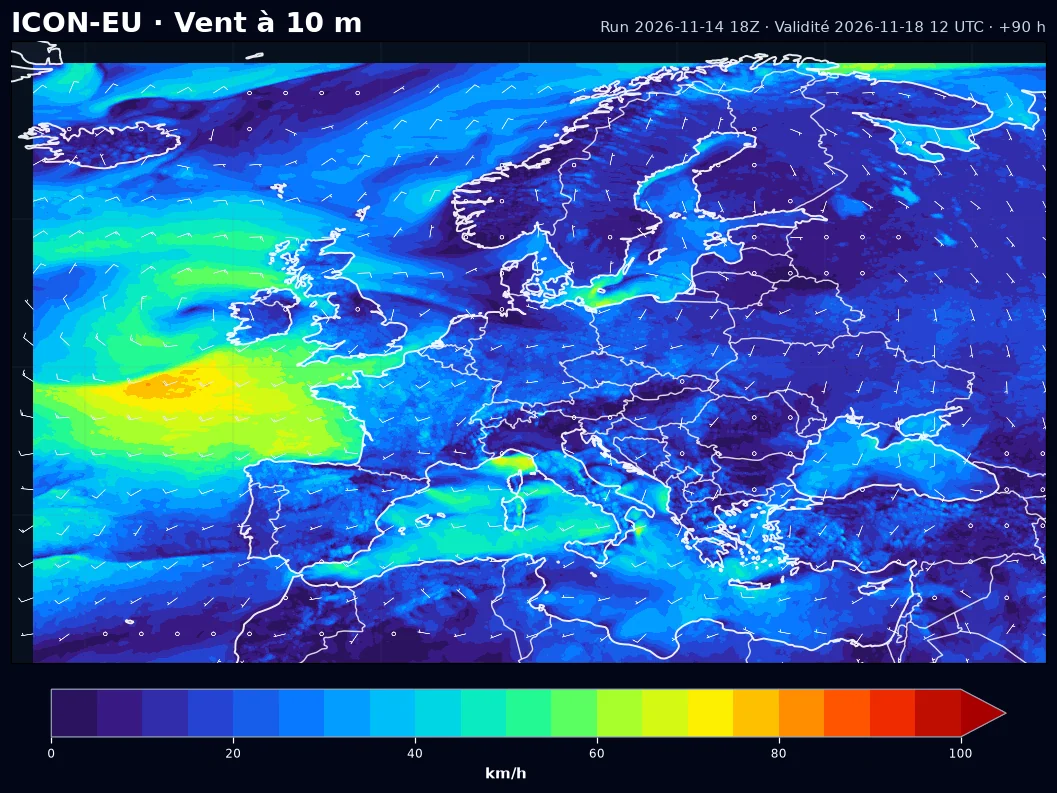 ICON-EU · Vent à 10 m
Run 2026-11-14 18Z · Validité 2026-11-18 12 UTC · +90 h
0 20 40 60 80 100
km/h